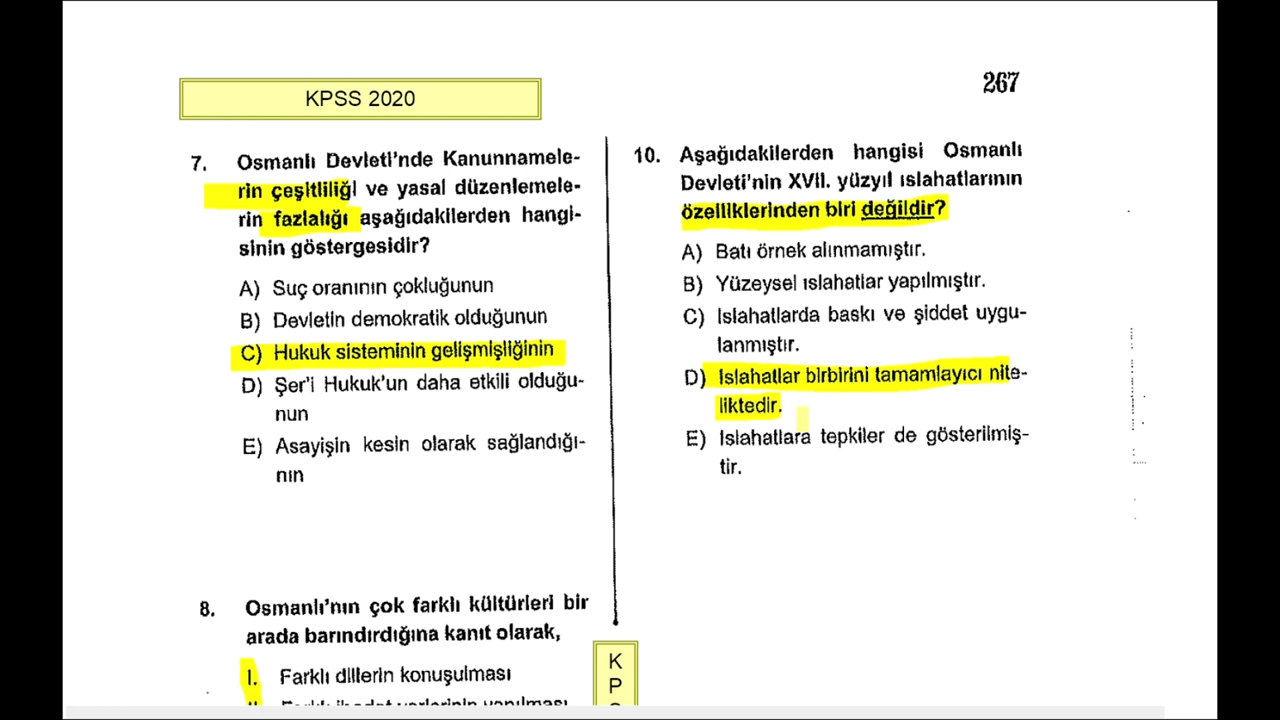 KPSS 2020
267
7. Osmanlı Devleti'nde Kanunnamele-
rin çeşitliliği ve yasal düzenlemele-
rin fazlalığı aşağıdakilerden hangi-
sinin göstergesidir?
A) Suç oranının çokluğunun
B) Devletin demokratik olduğunun
C) Hukuk sisteminin gelişmişliğinin
D) Şer'i Hukuk'un daha etkili olduğu-
nun
E) Asayişin kesin olarak sağlandığı-
nın
8. Osmanlı'nın çok farklı kültürleri bir
arada barındırdığına kanıt olarak,
I. Farklı dillerin konuşulması
10. Aşağıdakilerden hangisi Osmanlı
Devleti'nin XVII. yüzyıl ıslahatlarının
özelliklerinden biri değildir?
A) Batı örnek alınmamıştır.
B) Yüzeysel ıslahatlar yapılmıştır.
C) Islahatlarda baskı ve şiddet uygu-
lanmıştır.
D) Islahatlar birbirini tamamlayıcı nite-
liktedir.
E) Islahatlara tepkiler de gösterilmiş-
tir.
K
P